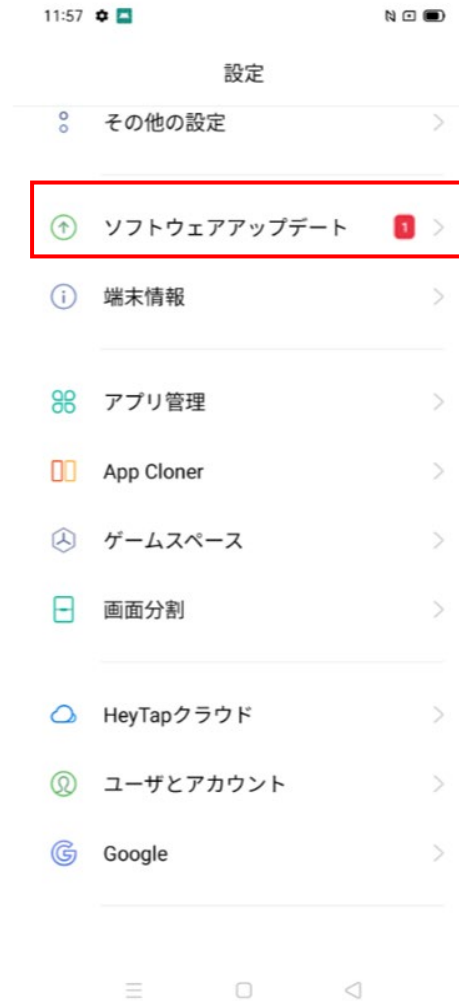 11:57
設定
その他の設定
ソフトウェアアップデート 1
端末情報
アプリ管理
App Cloner
ゲームスペース
画面分割
HeyTapクラウド
ユーザとアカウント
Google